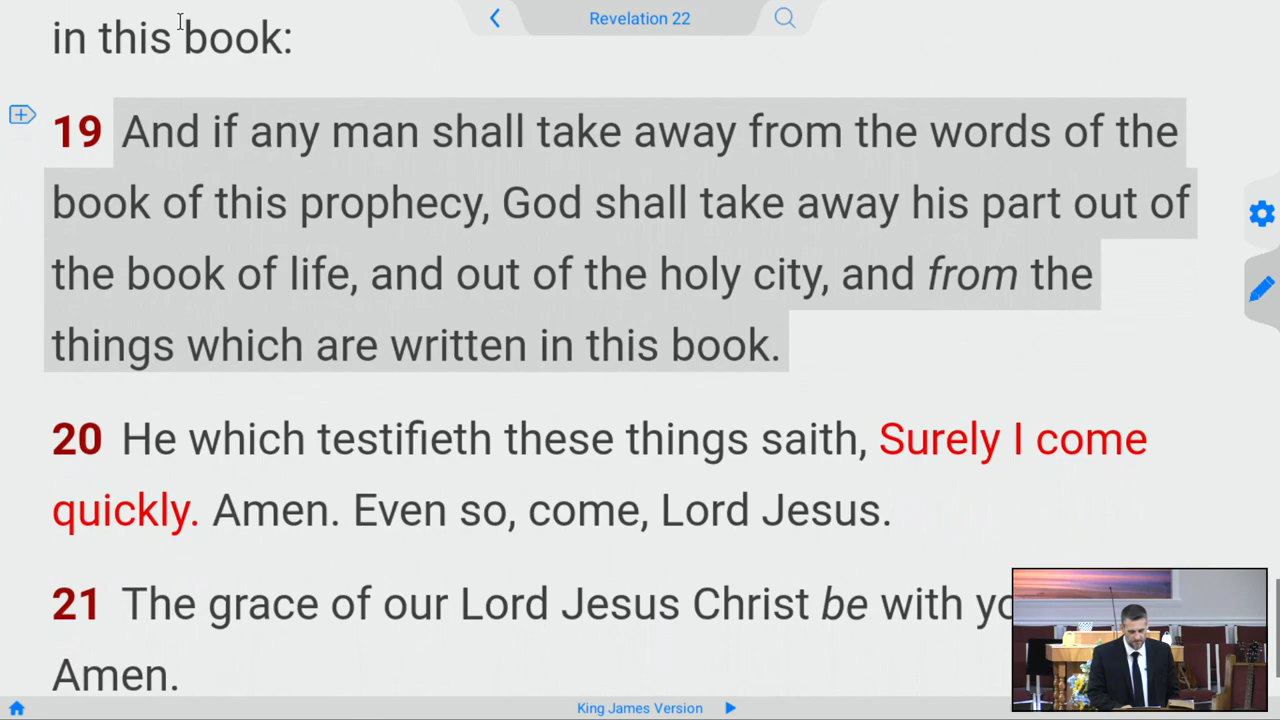 Revelation 22
in this book:
19 And if any man shall take away from the words of the
book of this prophecy, God shall take away his part out of
the book of life, and out of the holy city, and from the
things which are written in this book.
20 He which testifieth these things saith, Surely I come
quickly. Amen. Even so, come, Lord Jesus.
21 The grace of our Lord Jesus Christ be with
Amen.
King James Version